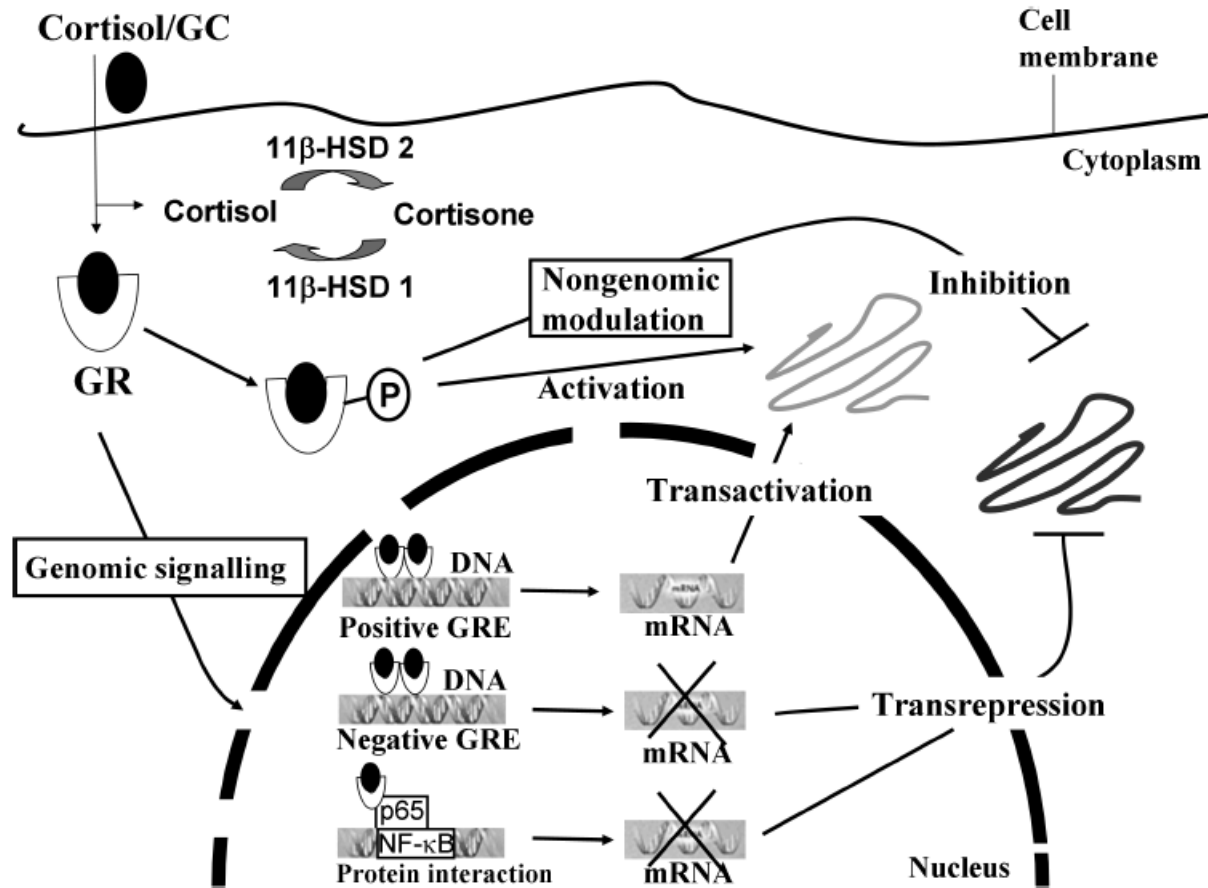 Cortisol/GC
Cell
membrane
Cytoplasm
11β-HSD 2
Cortisol
Cortisone
11β-HSD 1
Nongenomic
modulation
Inhibition
GR
P
Activation
Transactivation
Genomic signalling
DNA
mRNA
Positive GRE
mRNA
DNA
Negative GRE
mRNA
Transrepression
p65
NF-κB
Protein interaction
mRNA
Nucleus